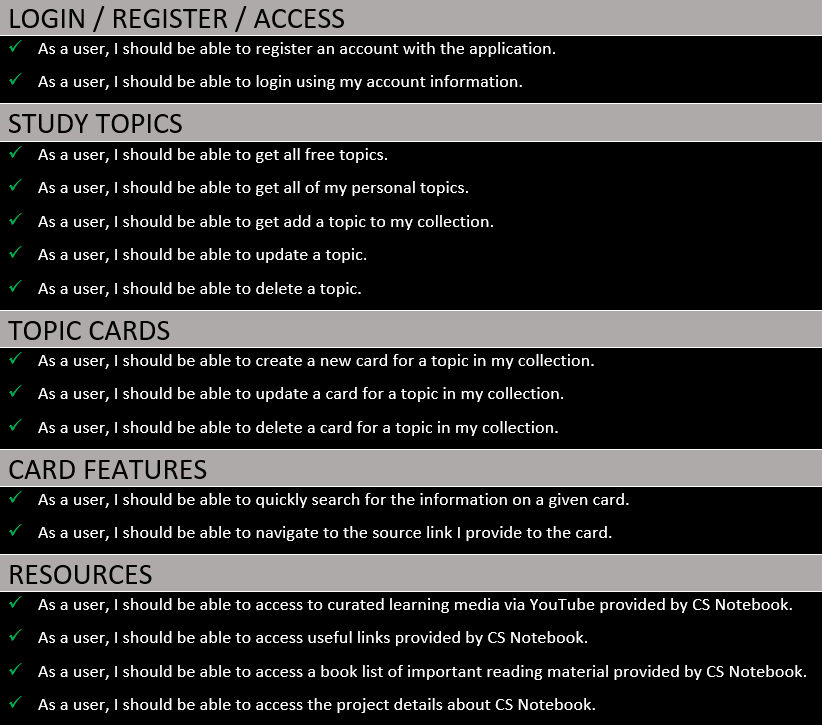 LOGIN / REGISTER / ACCESS
As a user, I should be able to register an account with the application.
As a user, I should be able to login using my account information.
STUDY TOPICS
As a user, I should be able to get all free topics.
As a user, I should be able to get all of my personal topics.
As a user, I should be able to get add a topic to my collection.
As a user, I should be able to update a topic.
As a user, I should be able to delete a topic.
TOPIC CARDS
As a user, I should be able to create a new card for a topic in my collection.
As a user, I should be able to update a card for a topic in my collection.
As a user, I should be able to delete a card for a topic in my collection.
CARD FEATURES
As a user, I should be able to quickly search for the information on a given card.
As a user, I should be able to navigate to the source link I provide to the card.
RESOURCES
As a user, I should be able to access to curated learning media via YouTube provided by CS Notebook.
As a user, I should be able to access useful links provided by CS Notebook.
As a user, I should be able to access a book list of important reading material provided by CS Notebook.
As a user, I should be able to access the project details about CS Notebook.